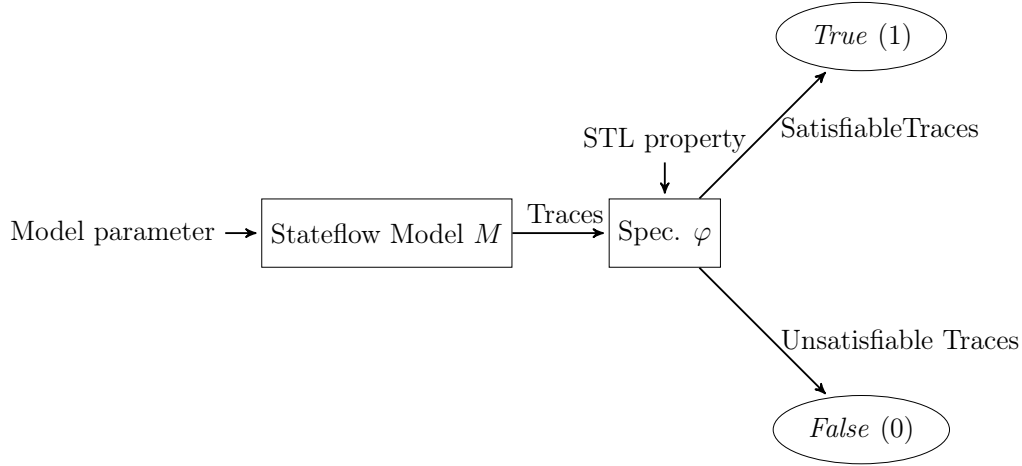 True (1)
SatisfiableTraces
STL property
Model parameter
Stateflow Model M
Traces
Spec. φ
Unsatisfiable Traces
False (0)